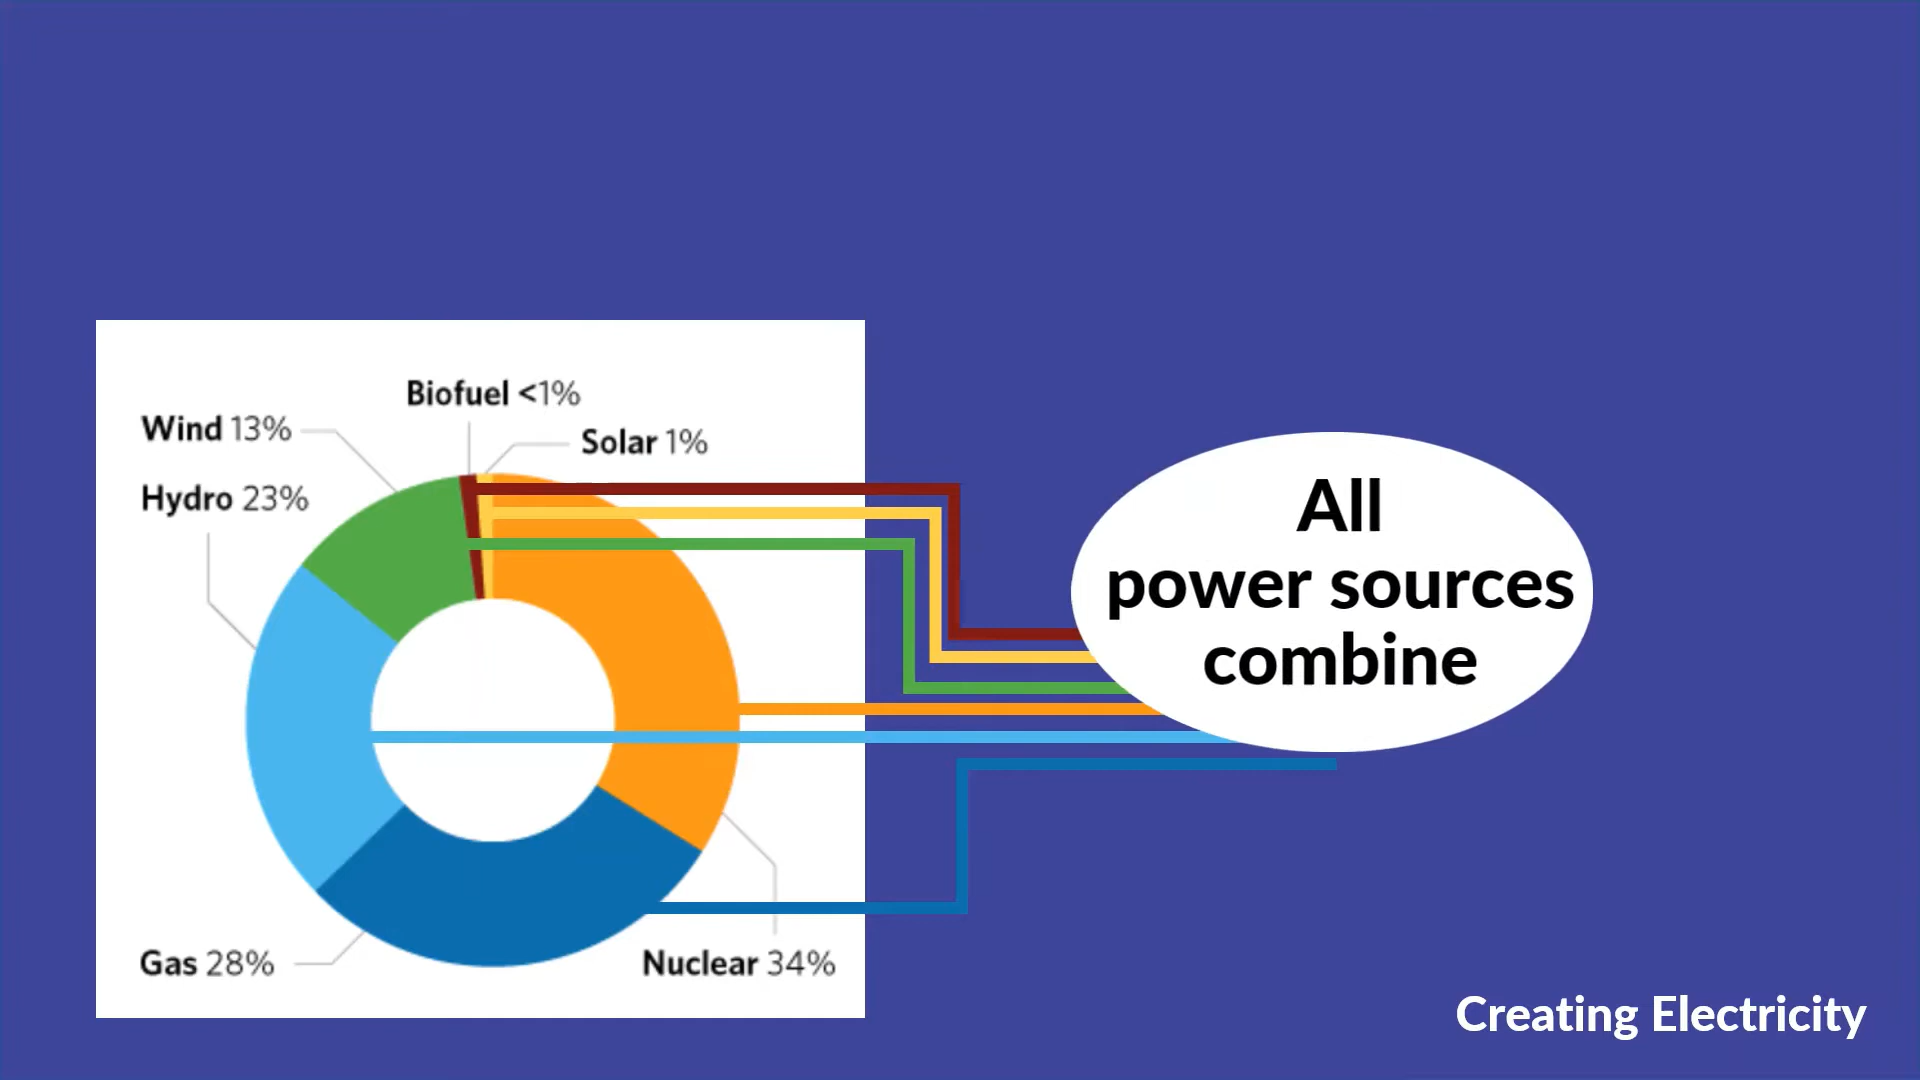 Biofuel <1%
Wind 13%
Solar 1%
Hydro 23%
Gas 28%
Nuclear 34%
All
power sources
combine
Creating Electricity